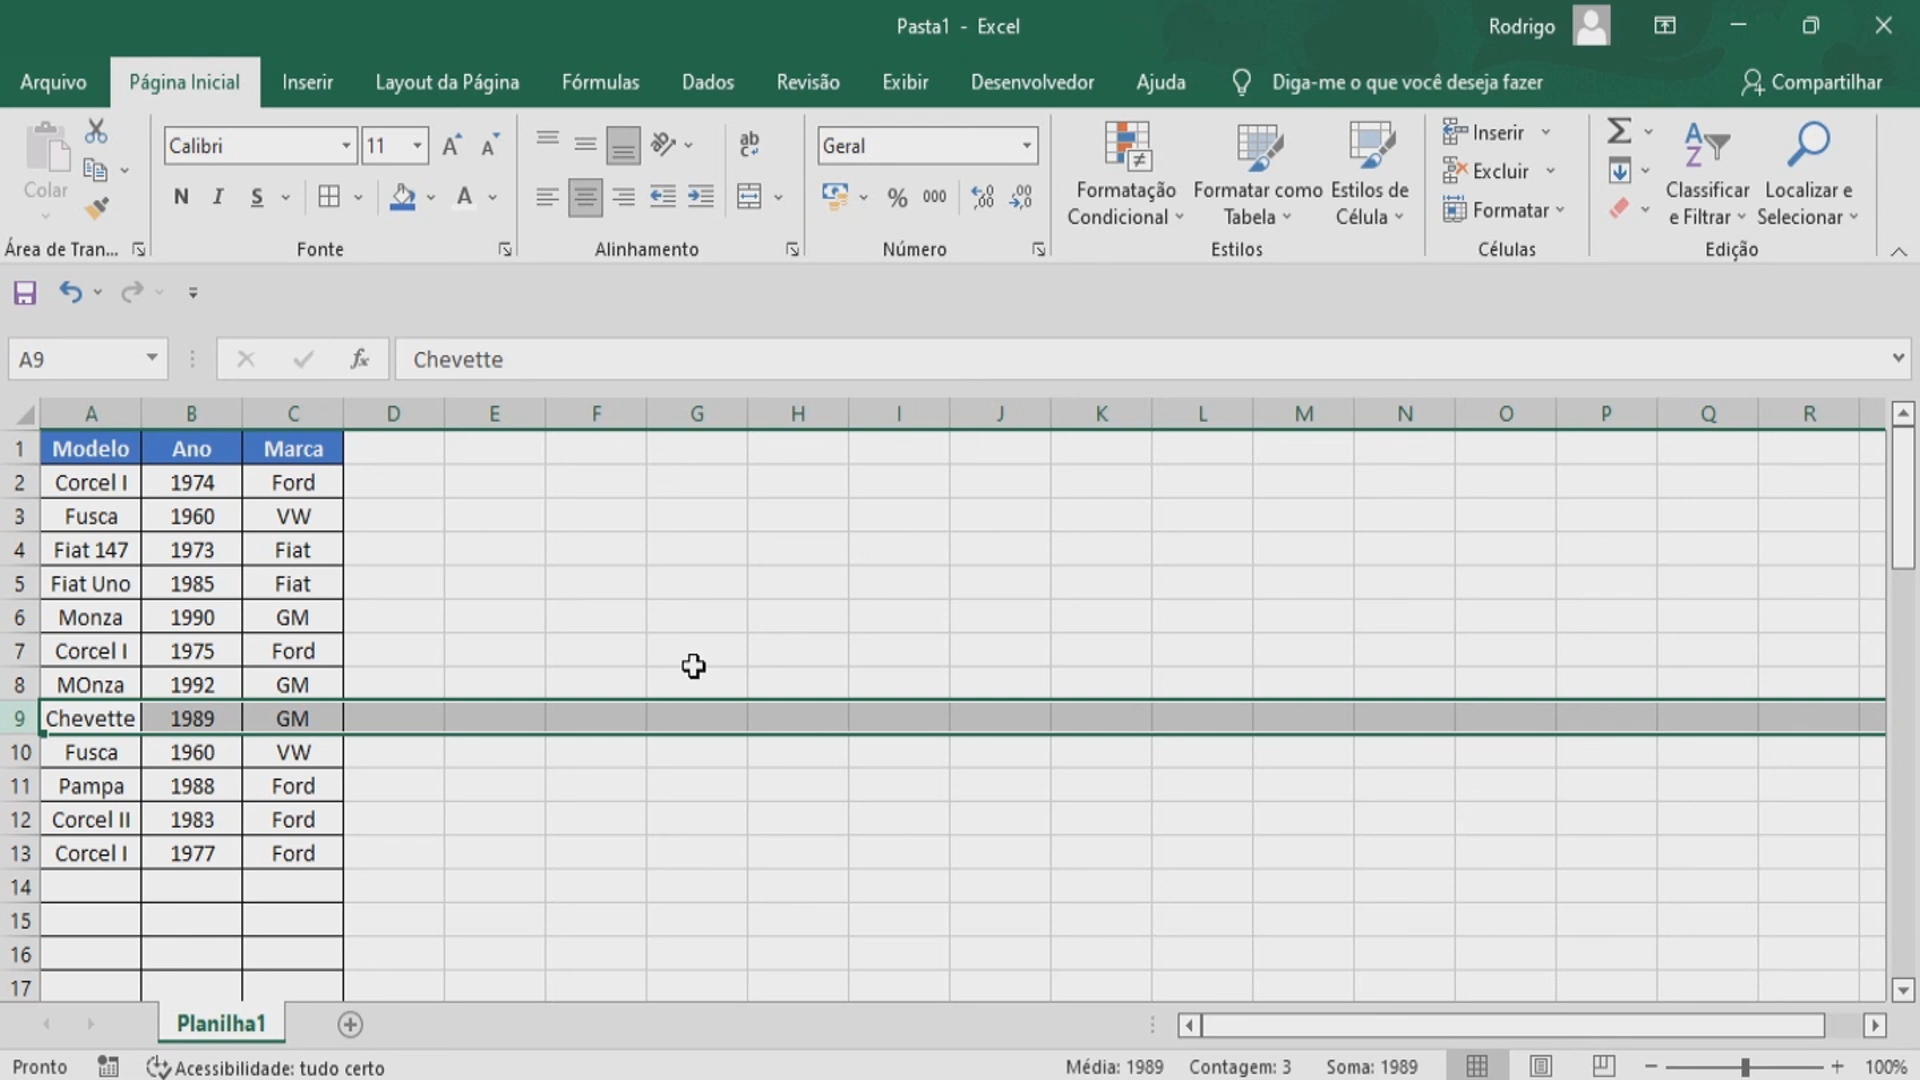 Pasta1 - Excel
Rodrigo
Arquivo Página Inicial Inserir Layout da Página Fórmulas Dados Revisão Exibir Desenvolvedor Ajuda Diga-me o que você deseja fazer Compartilhar
Colar
Área de Tran...
Calibri 11
N I S A
Fonte
ab
c
Alinhamento
Geral
% 000
Número
Formatação Condicional
Formatar como Tabela
Estilos de Célula
Estilos
Inserir
Excluir
Formatar
Células
Classificar e Filtrar
Localizar e Selecionar
Edição
A9 fx Chevette
A B C D E F G H I J K L M N O P Q R
1 Modelo Ano Marca
2 Corcel I 1974 Ford
3 Fusca 1960 VW
4 Fiat 147 1973 Fiat
5 Fiat Uno 1985 Fiat
6 Monza 1990 GM
7 Corcel I 1975 Ford
8 MOnza 1992 GM
9 Chevette 1989 GM
10 Fusca 1960 VW
11 Pampa 1988 Ford
12 Corcel II 1983 Ford
13 Corcel I 1977 Ford
14
15
16
17
Planilha1
Pronto Acessibilidade: tudo certo Média: 1989 Contagem: 3 Soma: 1989 100%